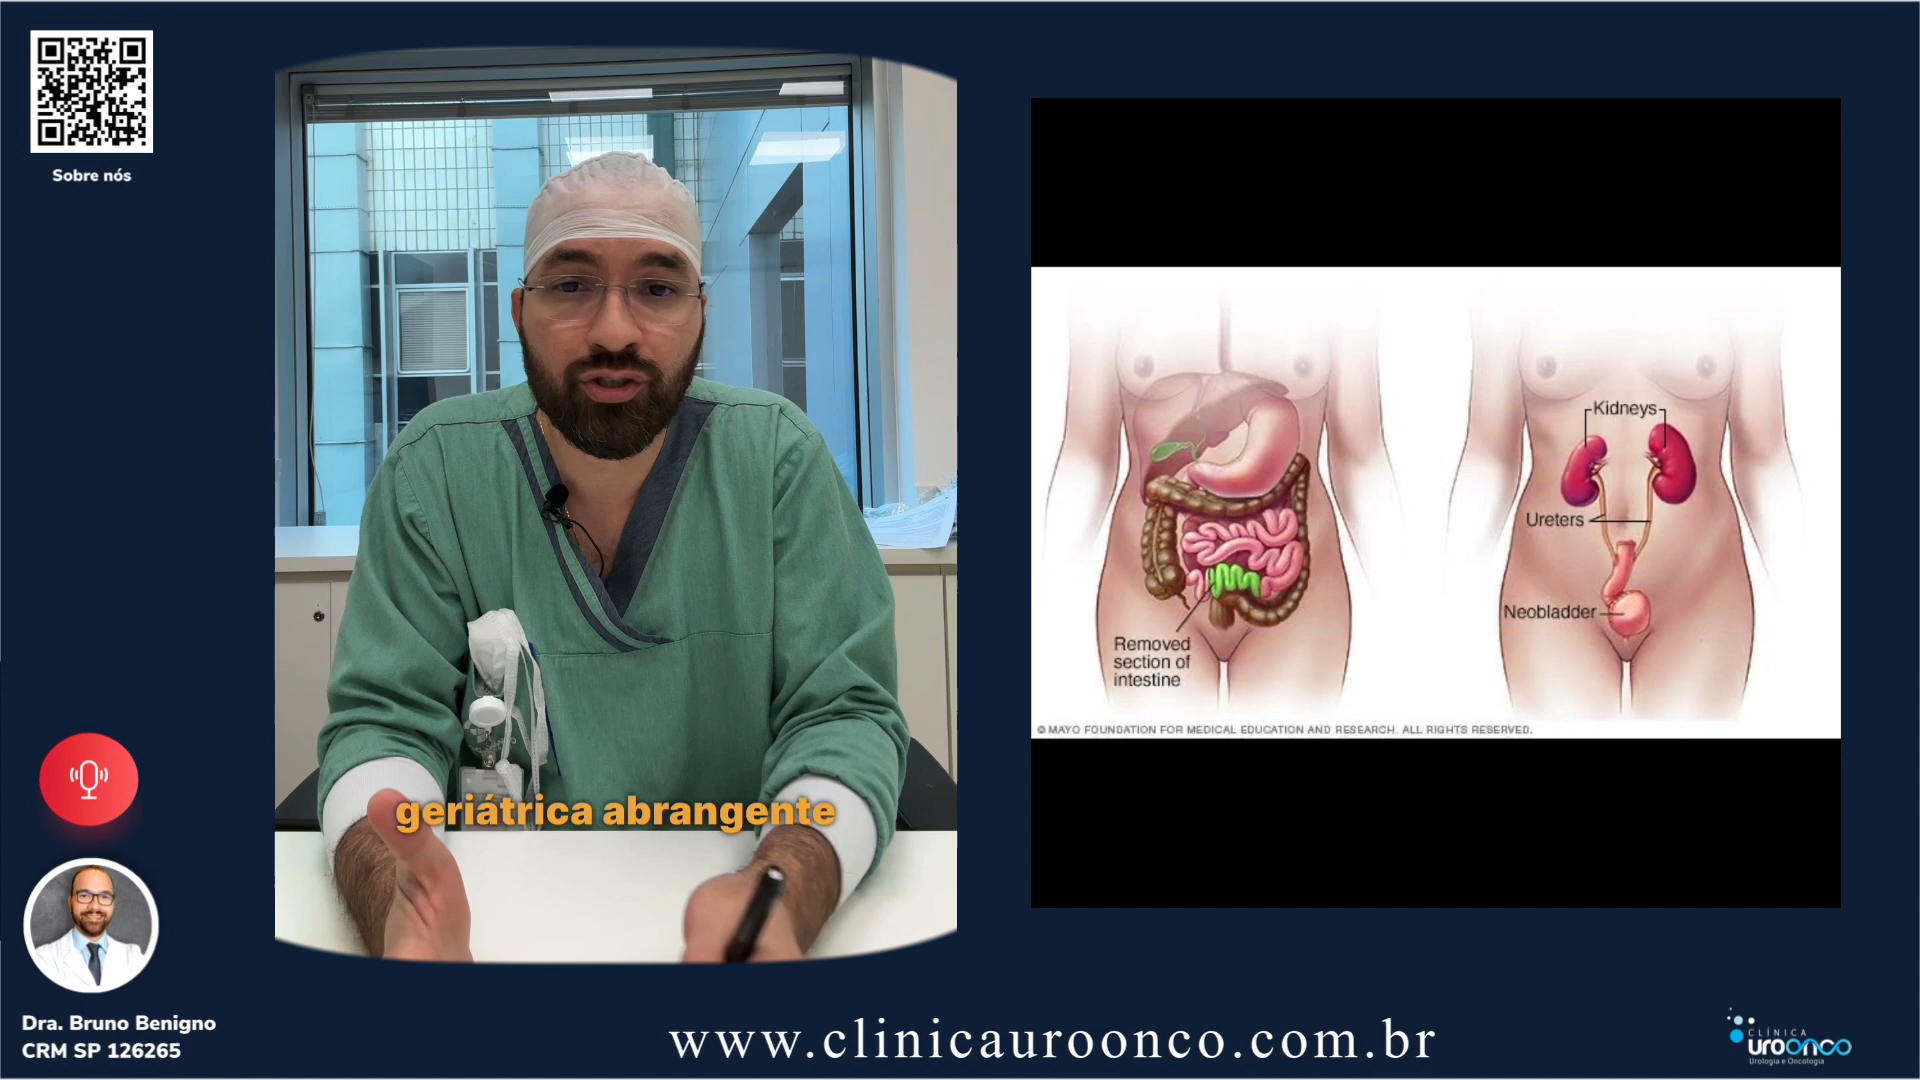 Sobre nós
geriátrica abrangente
Kidneys
Ureters
Neobladder
Removed
section of
intestine
© MAYO FOUNDATION FOR MEDICAL EDUCATION AND RESEARCH. ALL RIGHTS RESERVED.
Dra. Bruno Benigno
CRM SP 126265
www.clinicauroonco.com.br
CLÍNICA
uroonco
Urologia e Oncologia